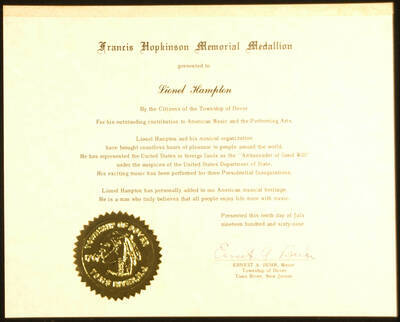 Francis Hopkinson Memorial Medallion
presented to
Lionel Hampton
By the Citizens of the Township of Dover
For his outstanding contribution to American Music and the Performing Arts.
Lionel Hampton and his musical organization
have brought countless hours of pleasure to people around the world.
He has represented the United States in foreign lands as the "Ambassador of Good Will"
under the auspices of the United States Department of State.
His exciting music has been performed for three Presidential Inaugurations.
Lionel Hampton has personally added to our American musical heritage.
He is a man who truly believes that all people enjoy life more with music.
Presented this tenth day of July
nineteen hundred and sixty-nine
ERNEST A. Mayor
Township of Dover
Toms River, New Jersey